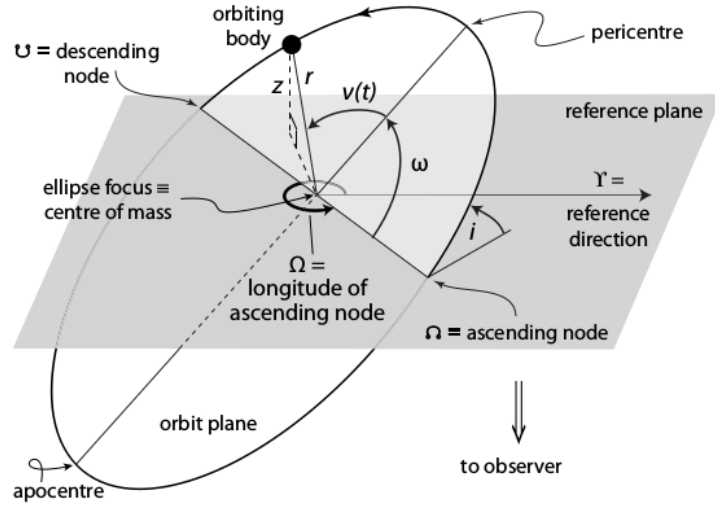 orbiting
body
☋ = descending
node
pericentre
z
r
ν(t)
reference plane
ω
ellipse focus ≡
centre of mass
♈ =
reference
direction
i
Ω =
longitude of
ascending node
☊ = ascending node
orbit plane
to observer
apocentre